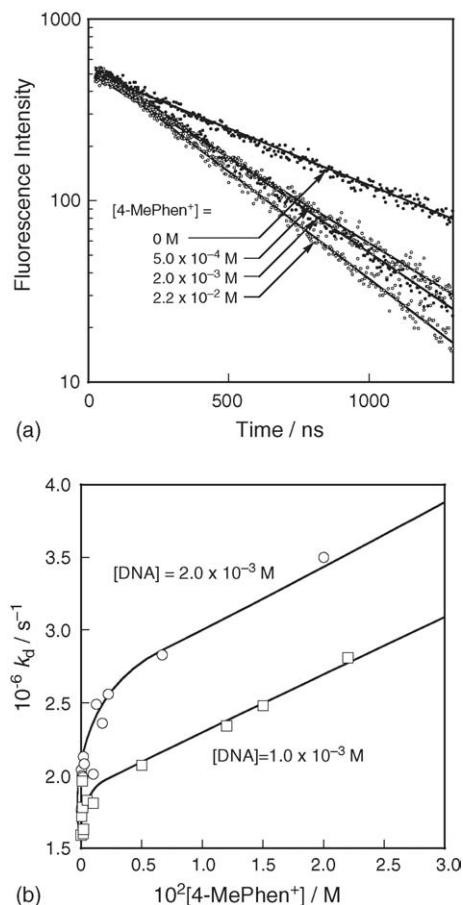 1000
100
10
Fluorescence Intensity
[4-MePhen⁺] =
0 M
5.0 x 10⁻⁴ M
2.0 x 10⁻³ M
2.2 x 10⁻² M
0 500 1000
(a) Time / ns
4.0
3.5
3.0
2.5
2.0
1.5
10⁻⁶ k_d / s⁻¹
[DNA] = 2.0 x 10⁻³ M
[DNA]=1.0 x 10⁻³ M
0 0.5 1.0 1.5 2.0 2.5 3.0
(b) 10²[4-MePhen⁺] / M